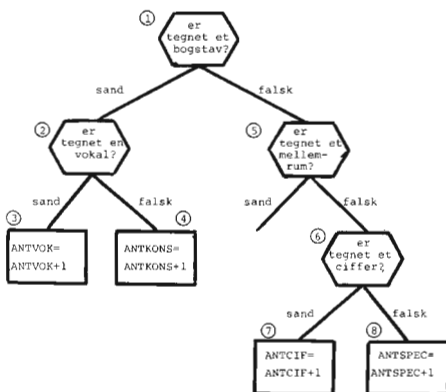 1
er
tegnet et
bogstav?
sand
falsk
2
er
tegnet en
vokal?
5
er
tegnet et
mellem-
rum?
sand
falsk
sand
falsk
3
ANTVOK=
ANTVOK+1
4
ANTKONS=
ANTKONS+1
6
er
tegnet et
ciffer?
sand
falsk
7
ANTCIF=
ANTCIF+1
8
ANTSPEC=
ANTSPEC+1